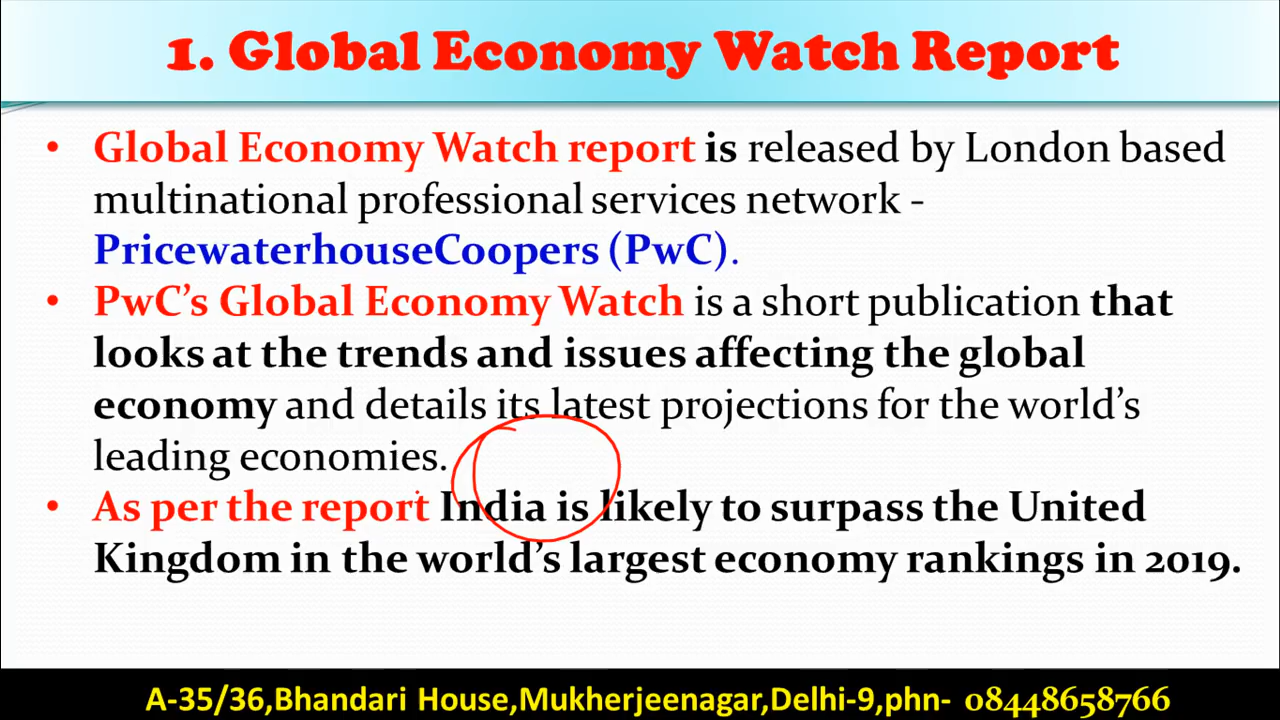 1. Global Economy Watch Report
• Global Economy Watch report is released by London based
multinational professional services network -
PricewaterhouseCoopers (PwC).
• PwC’s Global Economy Watch is a short publication that
looks at the trends and issues affecting the global
economy and details its latest projections for the world’s
leading economies.
• As per the report India is likely to surpass the United
Kingdom in the world’s largest economy rankings in 2019.
A-35/36,Bhandari House,Mukherjeenagar,Delhi-9,phn- 08448658766